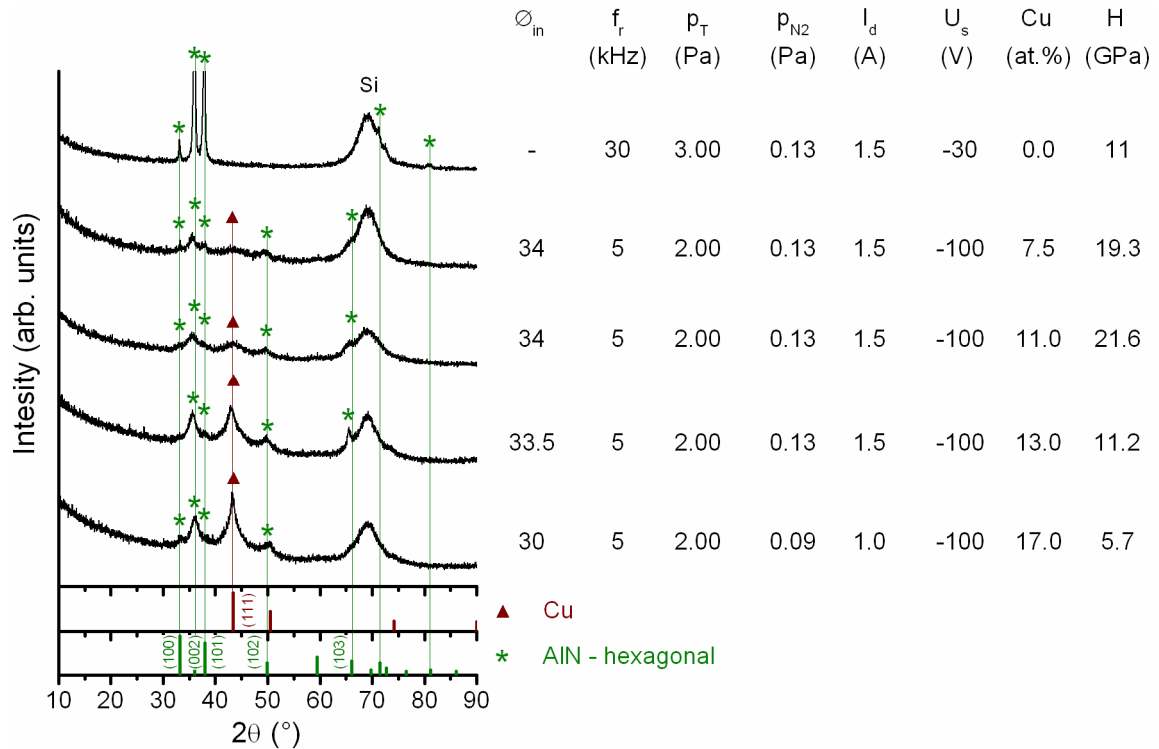 ∅in fr pT pN2 Id Us Cu H
(kHz) (Pa) (Pa) (A) (V) (at.%) (GPa)
Si
- 30 3.00 0.13 1.5 -30 0.0 11
34 5 2.00 0.13 1.5 -100 7.5 19.3
34 5 2.00 0.13 1.5 -100 11.0 21.6
33.5 5 2.00 0.13 1.5 -100 13.0 11.2
30 5 2.00 0.09 1.0 -100 17.0 5.7
Intesity (arb. units)
(111)
▲ Cu
(100) (002) (101) (102) (103)
* AlN - hexagonal
10 20 30 40 50 60 70 80 90
2θ (°)